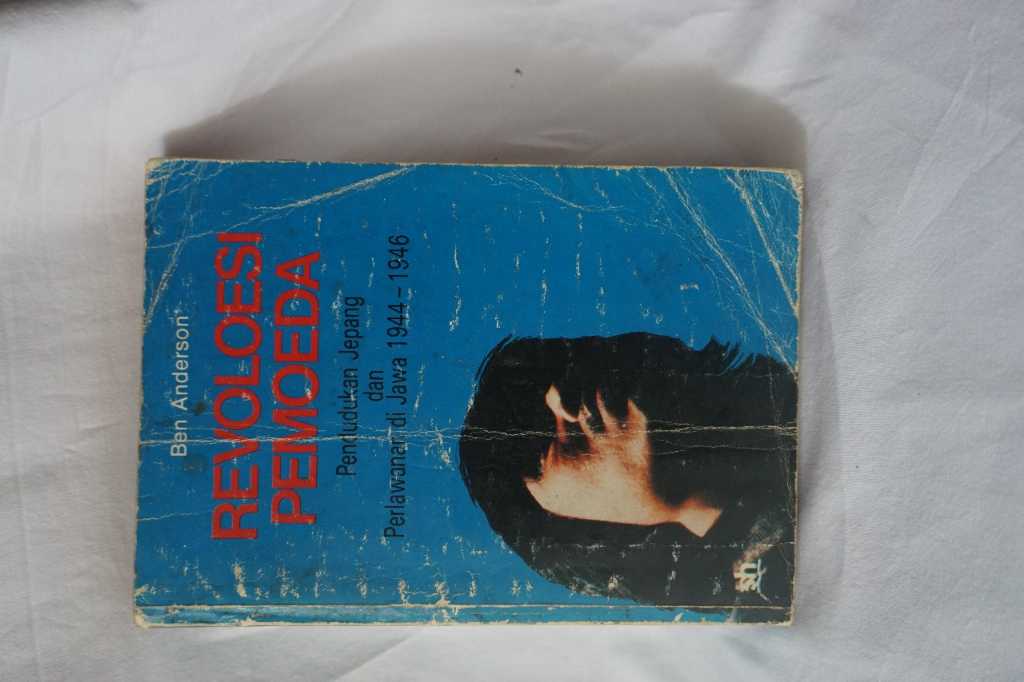 Ben Anderson
REVOLOESI
PEMOEDA
Pendudukan Jepang
dan
Perlawanan di Jawa 1944-1946